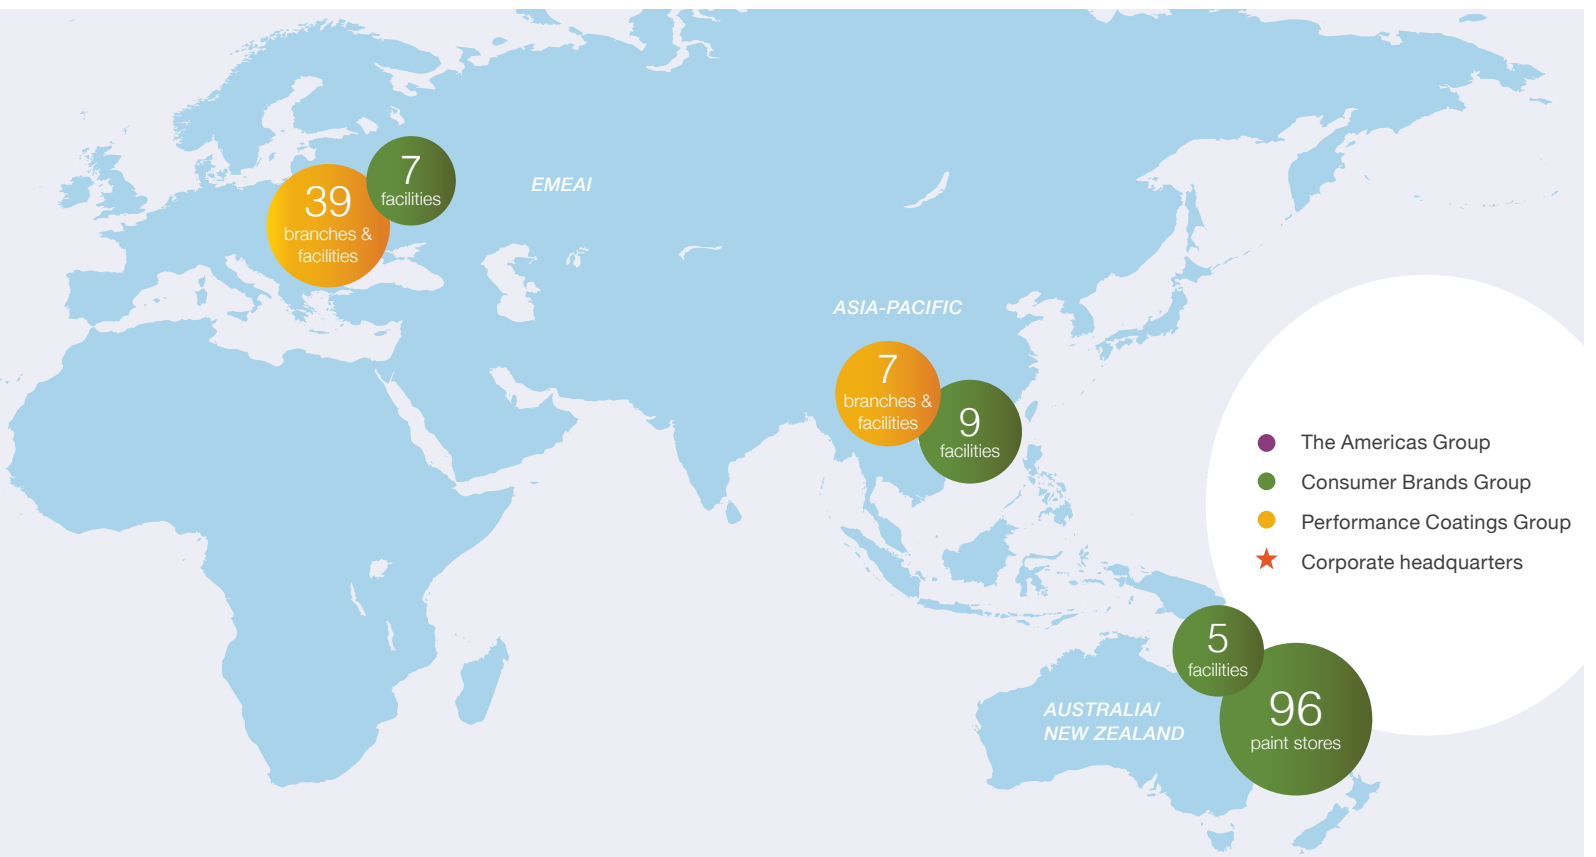 7
facilities
39
branches &
facilities
EMEAI
ASIA-PACIFIC
7
branches &
facilities
9
facilities
The Americas Group
Consumer Brands Group
Performance Coatings Group
Corporate headquarters
5
facilities
96
paint stores
AUSTRALIA/
NEW ZEALAND